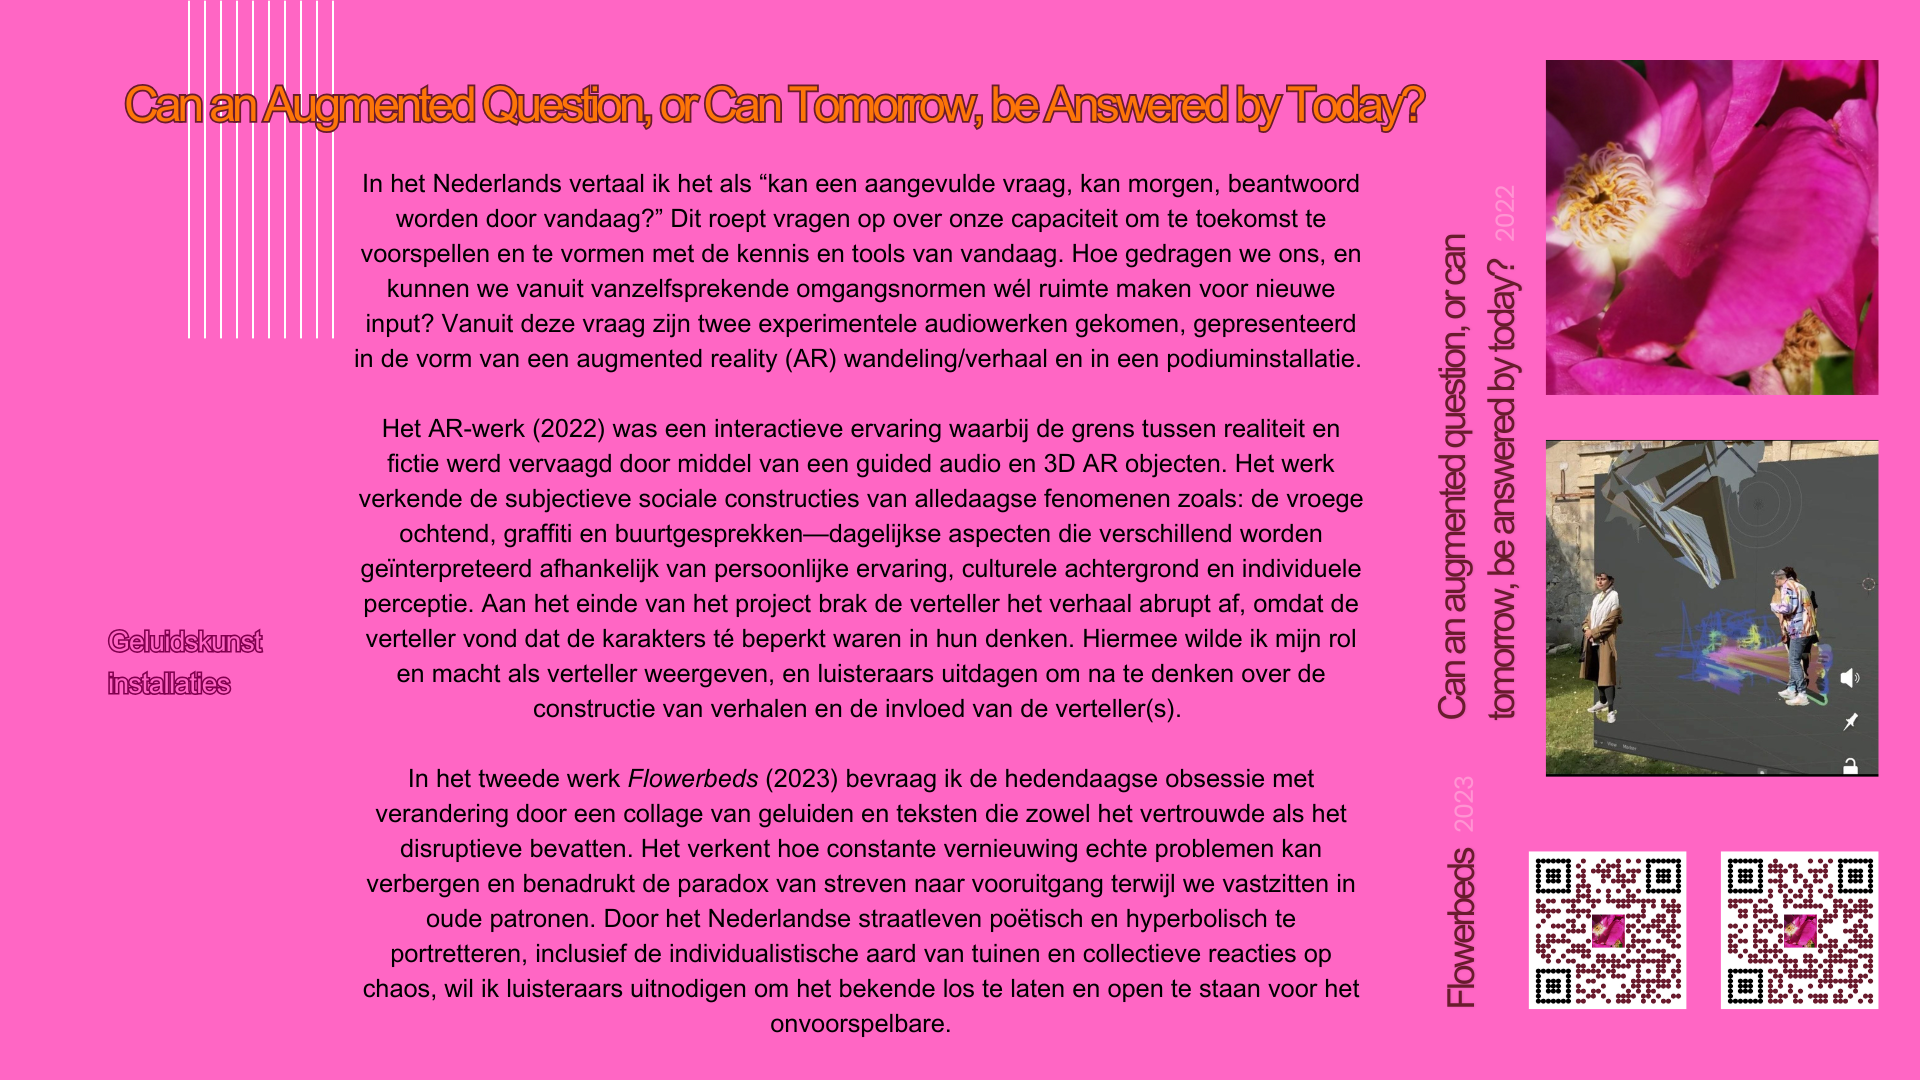 Can an Augmented Question, or Can Tomorrow, be Answered by Today?
In het Nederlands vertaal ik het als “kan een aangevulde vraag, kan morgen, beantwoord
worden door vandaag?” Dit roept vragen op over onze capaciteit om te toekomst te
voorspellen en te vormen met de kennis en tools van vandaag. Hoe gedragen we ons, en
kunnen we vanuit vanzelfsprekende omgangsnormen wél ruimte maken voor nieuwe
input? Vanuit deze vraag zijn twee experimentele audiowerken gekomen, gepresenteerd
in de vorm van een augmented reality (AR) wandeling/verhaal en in een podiuminstallatie.
Het AR-werk (2022) was een interactieve ervaring waarbij de grens tussen realiteit en
fictie werd vervaagd door middel van een guided audio en 3D AR objecten. Het werk
verkende de subjectieve sociale constructies van alledaagse fenomenen zoals: de vroege
ochtend, graffiti en buurtgesprekken—dagelijkse aspecten die verschillend worden
geïnterpreteerd afhankelijk van persoonlijke ervaring, culturele achtergrond en individuele
perceptie. Aan het einde van het project brak de verteller het verhaal abrupt af, omdat de
verteller vond dat de karakters té beperkt waren in hun denken. Hiermee wilde ik mijn rol
en macht als verteller weergeven, en luisteraars uitdagen om na te denken over de
constructie van verhalen en de invloed van de verteller(s).
In het tweede werk Flowerbeds (2023) bevraag ik de hedendaagse obsessie met
verandering door een collage van geluiden en teksten die zowel het vertrouwde als het
disruptieve bevatten. Het verkent hoe constante vernieuwing echte problemen kan
verbergen en benadrukt de paradox van streven naar vooruitgang terwijl we vastzitten in
oude patronen. Door het Nederlandse straatleven poëtisch en hyperbolisch te
portretteren, inclusief de individualistische aard van tuinen en collectieve reacties op
chaos, wil ik luisteraars uitnodigen om het bekende los te laten en open te staan voor het
onvoorspelbare.
Geluidskunst
installaties
Can an augmented question, or can
tomorrow, be answered by today? 2022
Flowerbeds 2023